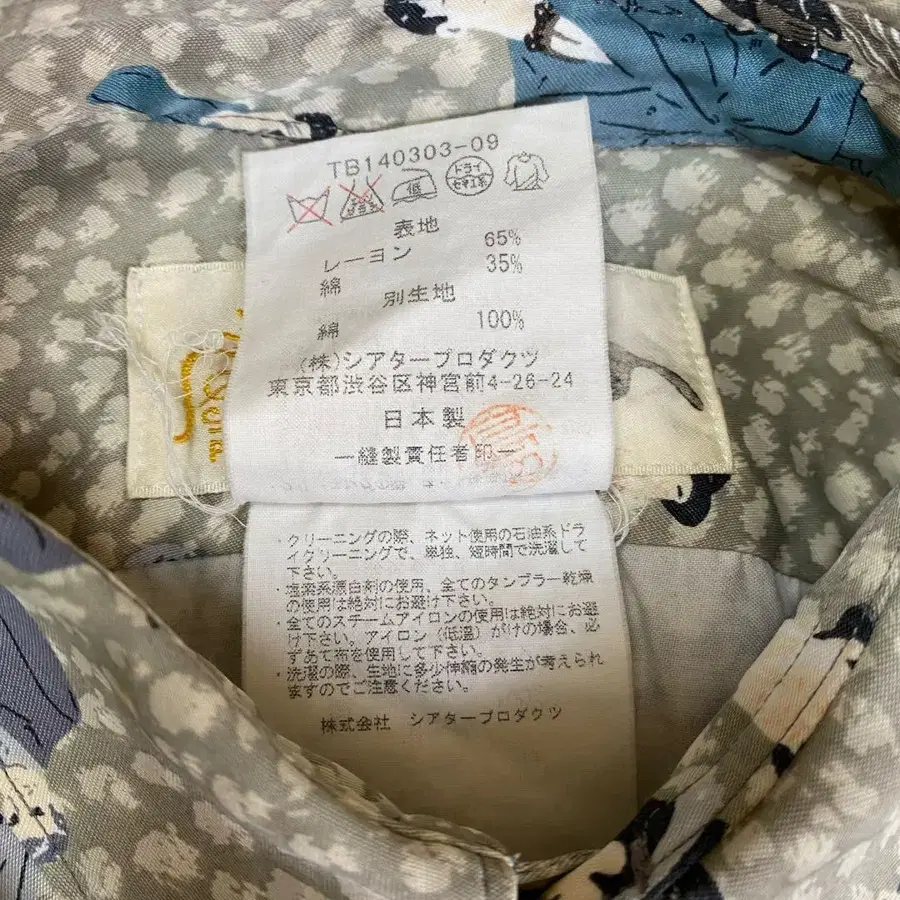 TB140303-09
低
ドライ
セキユ系
表地
レーヨン 65%
綿 35%
別生地
綿 100%
(株)シアタープロダクツ
東京都渋谷区神宮前4-26-24
日本製
―縫製責任者印―
・クリーニングの際、ネット使用の石油系ドラ
イクリーニングで、単独、短時間で洗濯して
下さい。
・塩素系漂白剤の使用、全てのタンブラー乾燥
の使用は絶対にお避け下さい。
・全てのスチームアイロンの使用は絶対にお避
け下さい。アイロン(低温)がけの場合、必
ずあて布を使用して下さい。
・洗濯の際、生地に多少伸縮の発生が考えられ
ますのでご注意ください。
株式会社 シアタープロダクツ